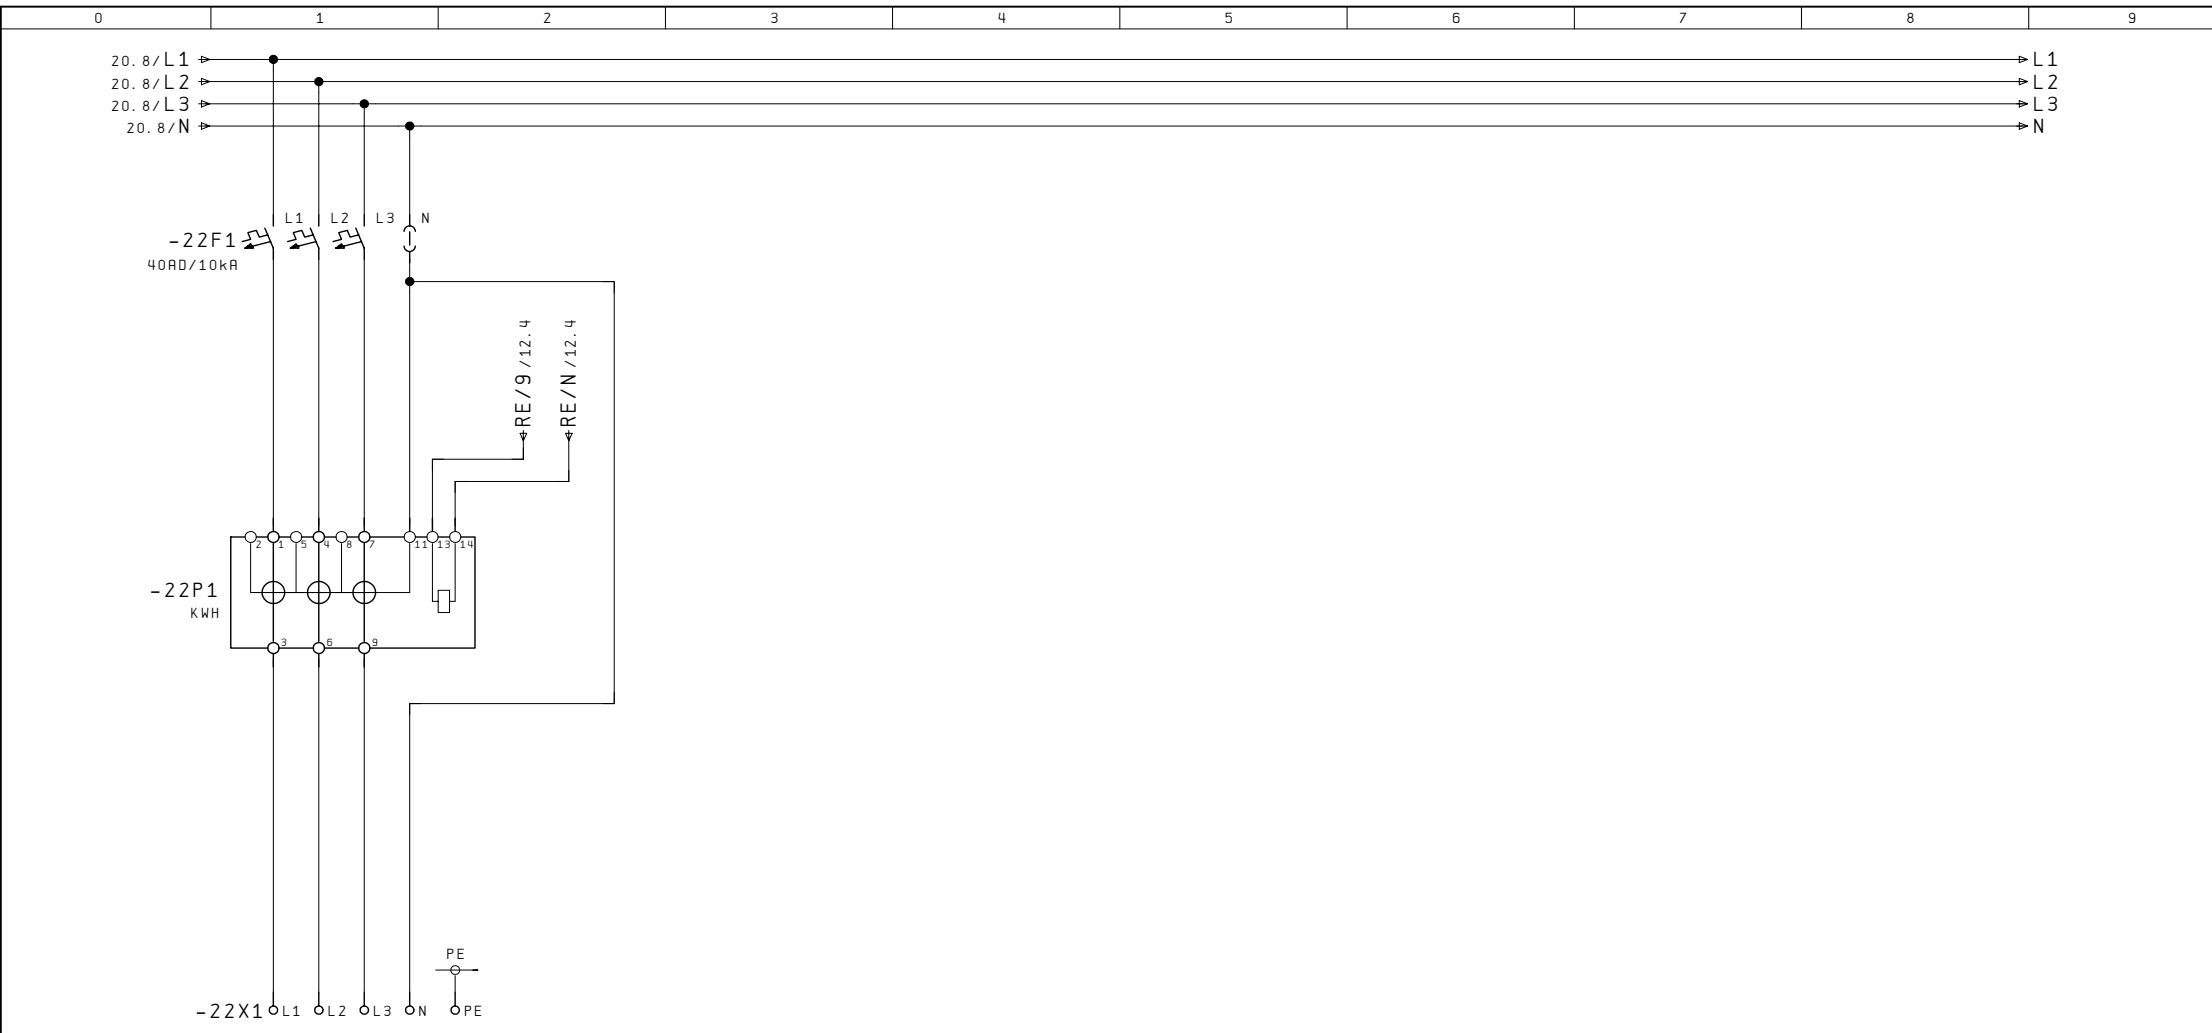 0 1 2 3 4 5 6 7 8 9
20.8/L1 L1
20.8/L2 L2
20.8/L3 L3
20.8/N N
L1 L2 L3 N
-22F1
40AD/10kA
RE/9/12.4
RE/N/12.4
2 1 5 4 8 7 11 13 14
-22P1
KWH
3 6 9
PE
-22X1 L1 L2 L3 N PE